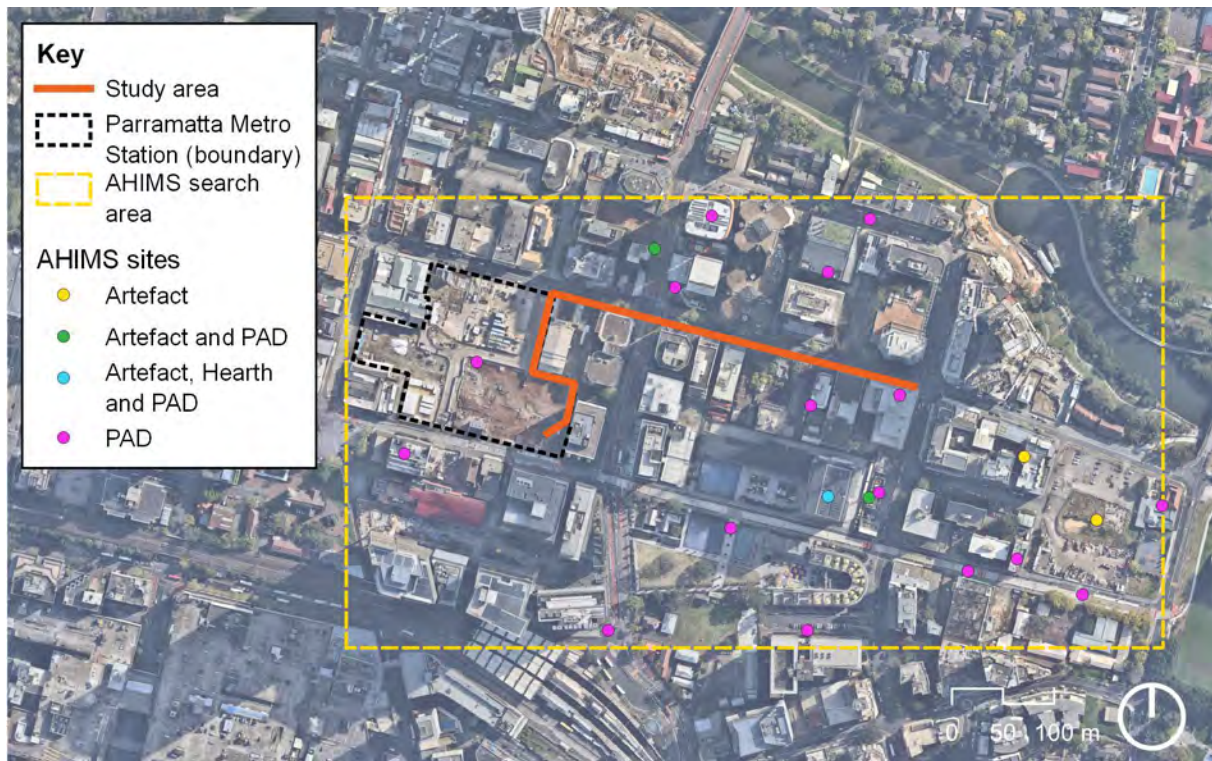 Key
Study area
Parramatta Metro
Station (boundary)
AHIMS search
area
AHIMS sites
Artefact
Artefact and PAD
Artefact, Hearth
and PAD
PAD
0 50 100 m